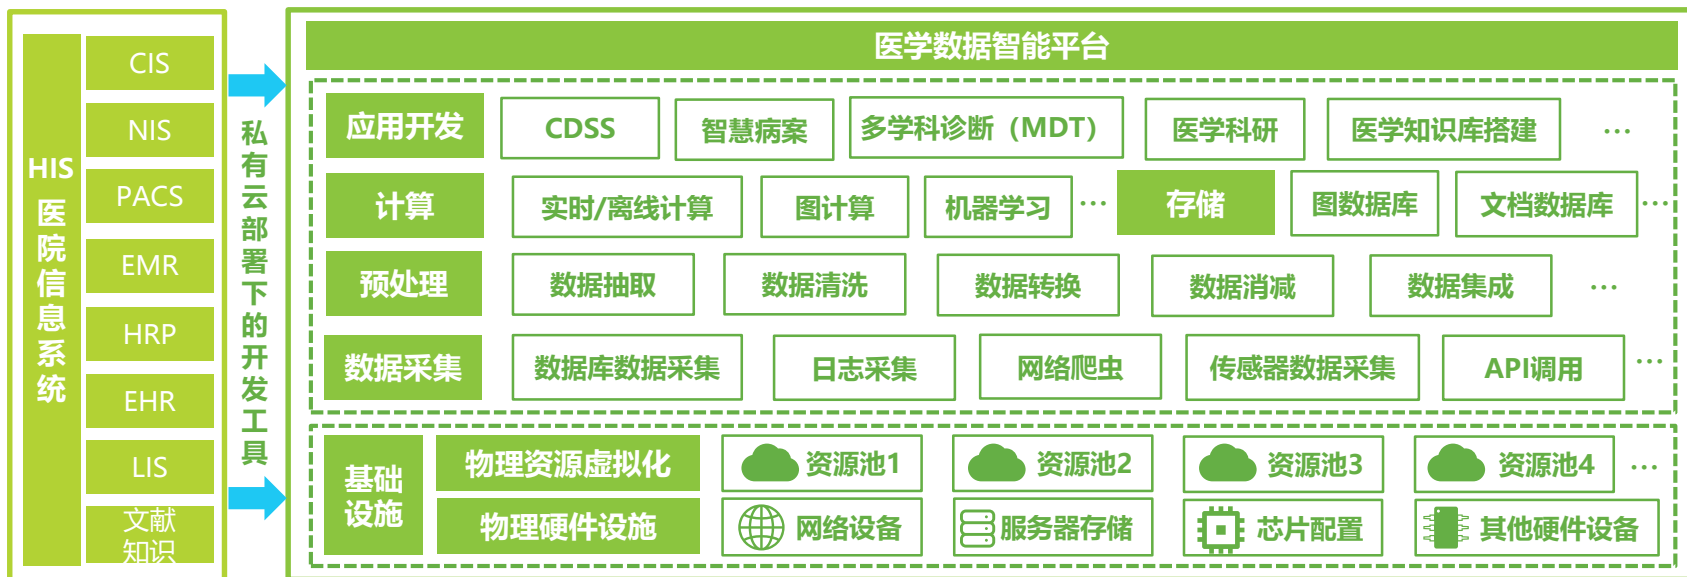 HIS
医院信息系统
CIS
NIS
PACS
EMR
HRP
EHR
LIS
文献
知识
私有云部署下的开发工具
医学数据智能平台
应用开发
CDSS
智慧病案
多学科诊断（MDT）
医学科研
医学知识库搭建
...
计算
实时/离线计算
图计算
机器学习
...
存储
图数据库
文档数据库
...
预处理
数据抽取
数据清洗
数据转换
数据消减
数据集成
...
数据采集
数据库数据采集
日志采集
网络爬虫
传感器数据采集
API调用
...
基础
设施
物理资源虚拟化
资源池1
资源池2
资源池3
资源池4
...
物理硬件设施
网络设备
服务器存储
芯片配置
其他硬件设备